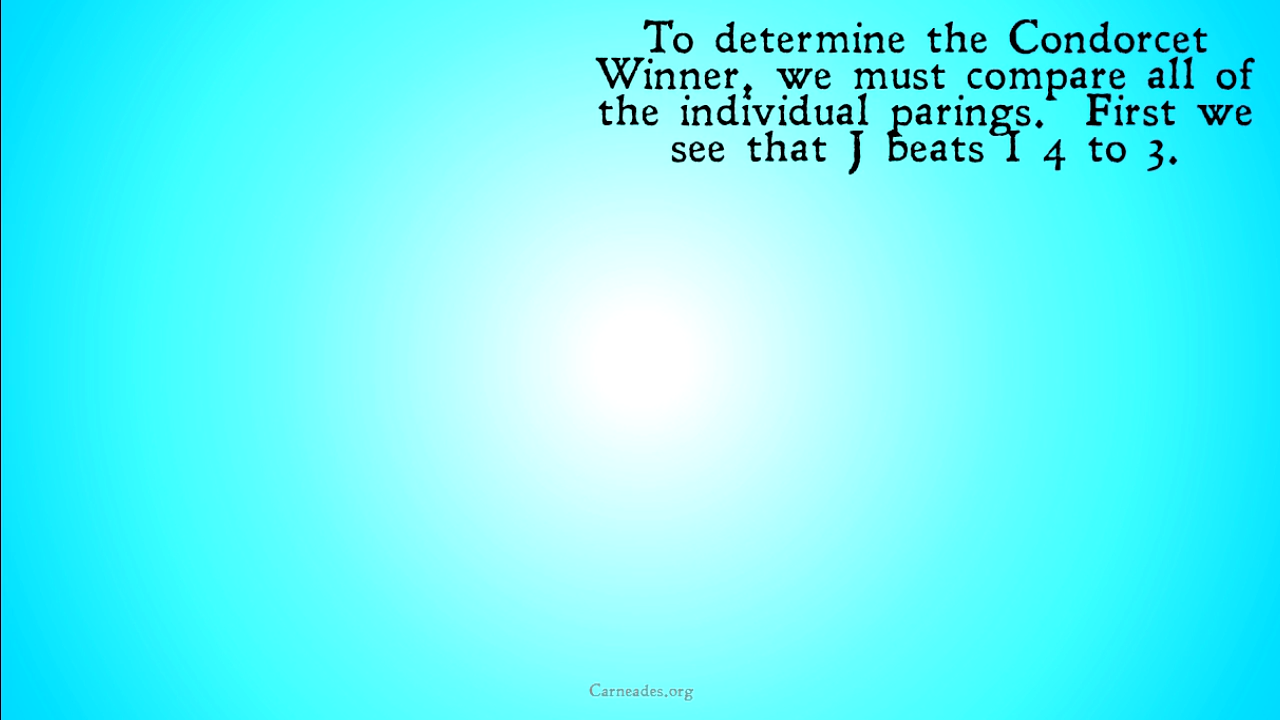 To determine the Condorcet
Winner, we must compare all of
the individual parings. First we
see that J beats I 4 to 3.
Carneades.org